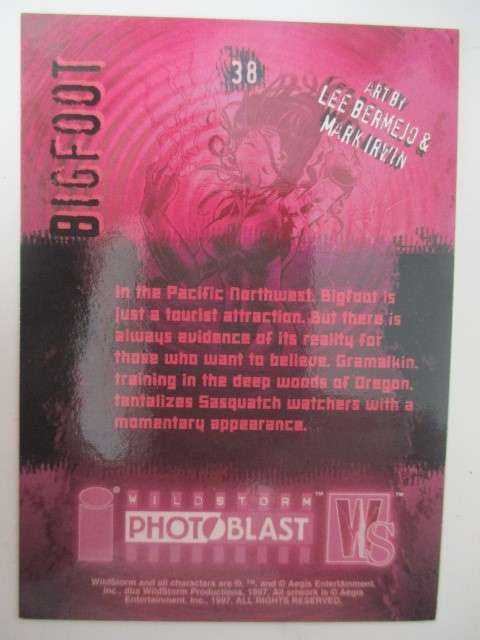 38
ART BY
LEE BERMEJO &
MARK IRWIN
BIGFOOT
In the Pacific Northwest, Bigfoot is
just a tourist attraction. But there is
always evidence of its reality for
those who want to believe. Gramalkin,
training in the deep woods of Oregon,
tantalizes Sasquatch watchers with a
momentary appearance.
WILDSTORM™
PHOTOBLAST
WS™
WildStorm and all characters are ®, ™, and © Aegis Entertainment,
Inc., dba WildStorm Productions, 1997. All artwork is © Aegis
Entertainment, Inc., 1997. ALL RIGHTS RESERVED.